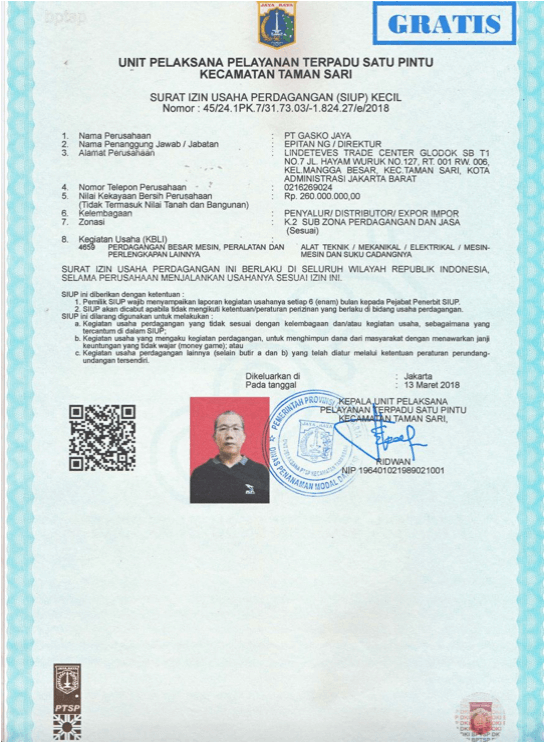 bptsp
JAYA RAYA
GRATIS
UNIT PELAKSANA PELAYANAN TERPADU SATU PINTU
KECAMATAN TAMAN SARI
SURAT IZIN USAHA PERDAGANGAN (SIUP) KECIL
Nomor : 45/24.1PK.7/31.73.03/-1.824.27/e/2018
1. Nama Perusahaan : PT GASKO JAYA
2. Nama Penanggung Jawab / Jabatan : EPITAN NG / DIREKTUR
3. Alamat Perusahaan : LINDETEVES TRADE CENTER GLODOK SB T1
NO.7 JL. HAYAM WURUK NO.127, RT. 001 RW. 006,
KEL.MANGGA BESAR, KEC.TAMAN SARI, KOTA
ADMINISTRASI JAKARTA BARAT
4. Nomor Telepon Perusahaan : 0216269024
5. Nilai Kekayaan Bersih Perusahaan : Rp. 260.000.000,00
(Tidak Termasuk Nilai Tanah dan Bangunan)
6. Kelembagaan : PENYALUR/ DISTRIBUTOR/ EXPOR IMPOR
7. Zonasi : K.2 SUB ZONA PERDAGANGAN DAN JASA
(Sesuai)
8. Kegiatan Usaha (KBLI) :
4659 PERDAGANGAN BESAR MESIN, PERALATAN DAN ALAT TEKNIK / MEKANIKAL / ELEKTRIKAL / MESIN-
PERLENGKAPAN LAINNYA MESIN DAN SUKU CADANGNYA
SURAT IZIN USAHA PERDAGANGAN INI BERLAKU DI SELURUH WILAYAH REPUBLIK INDONESIA,
SELAMA PERUSAHAAN MENJALANKAN USAHANYA SESUAI IZIN INI.
SIUP ini diberikan dengan ketentuan :
1. Pemilik SIUP wajib menyampaikan laporan kegiatan usahanya setiap 6 (enam) bulan kepada Pejabat Penerbit SIUP.
2. SIUP akan dicabut apabila tidak mengikuti ketentuan/peraturan perizinan yang berlaku di bidang usaha perdagangan.
SIUP ini dilarang digunakan untuk melakukan :
a. Kegiatan usaha perdagangan yang tidak sesuai dengan kelembagaan dan/atau kegiatan usaha, sebagaimana yang
tercantum di dalam SIUP;
b. Kegiatan usaha yang mengaku kegiatan perdagangan, untuk menghimpun dana dari masyarakat dengan menawarkan janji
keuntungan yang tidak wajar (money game); atau
c. Kegiatan usaha perdagangan lainnya (selain butir a dan b) yang telah diatur melalui ketentuan peraturan perundang-
undangan tersendiri.
Dikeluarkan di : Jakarta
Pada tanggal : 13 Maret 2018
KEPALA UNIT PELAKSANA
PELAYANAN TERPADU SATU PINTU
KECAMATAN TAMAN SARI,
PEMERINTAH PROVINSI
DINAS PENANAMAN MODAL DAN
JAYA RAYA
RIDWAN
NIP 196401021989021001
JAYA RAYA
PTSP